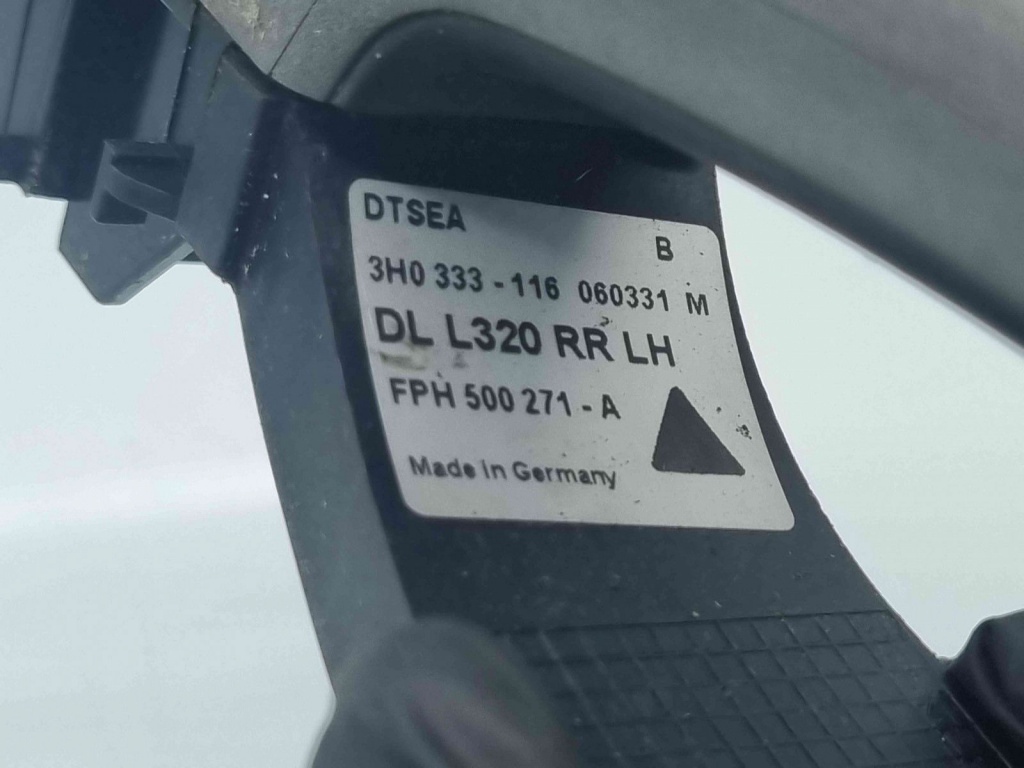 DTSEA
B
3H0 333 - 116 060331 M
DL L320 RR LH
FPH 500 271 - A
Made in Germany